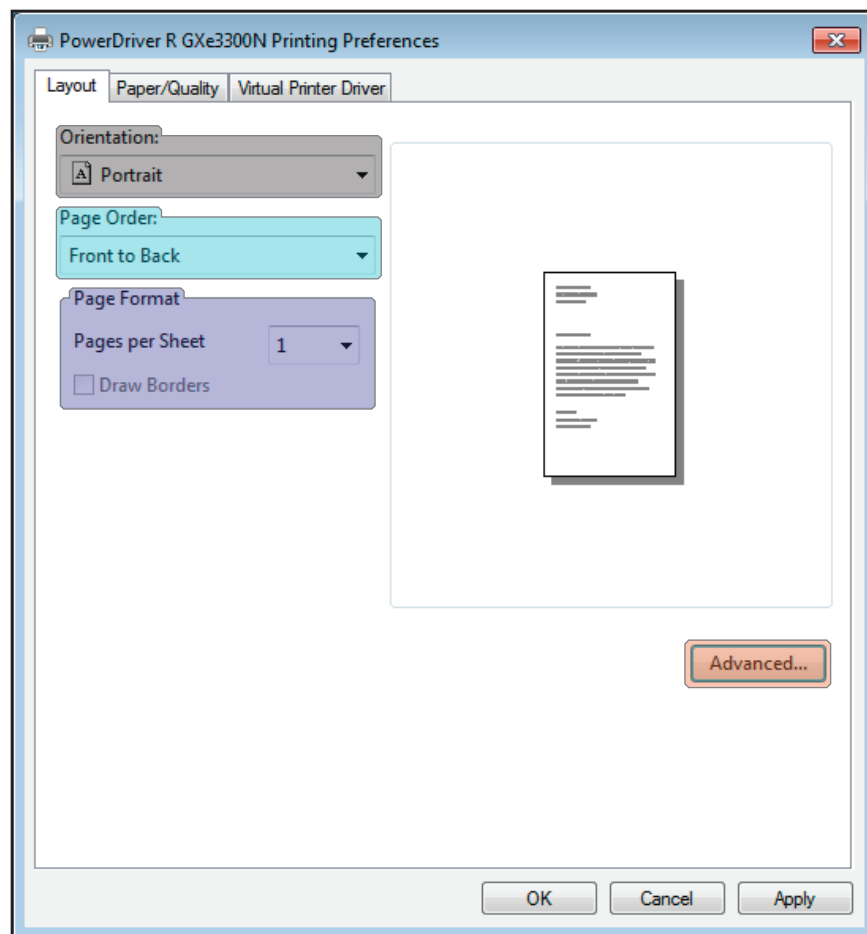 PowerDriver R GXe3300N Printing Preferences
Layout Paper/Quality Virtual Printer Driver
Orientation:
A Portrait
Page Order:
Front to Back
Page Format
Pages per Sheet 1
Draw Borders
Advanced...
OK Cancel Apply